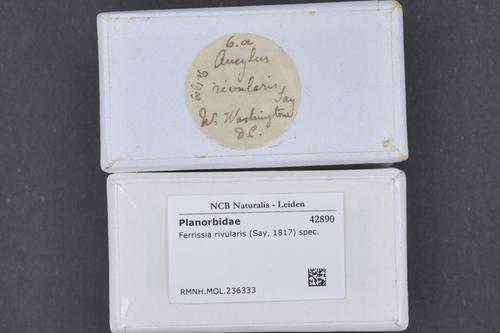 6.a
Ancylus
rivularis
Say
W. Washington
D.C.
NCB Naturalis - Leiden
Planorbidae 42890
Ferrissia rivularis (Say, 1817) spec.
RMNH.MOL.236333